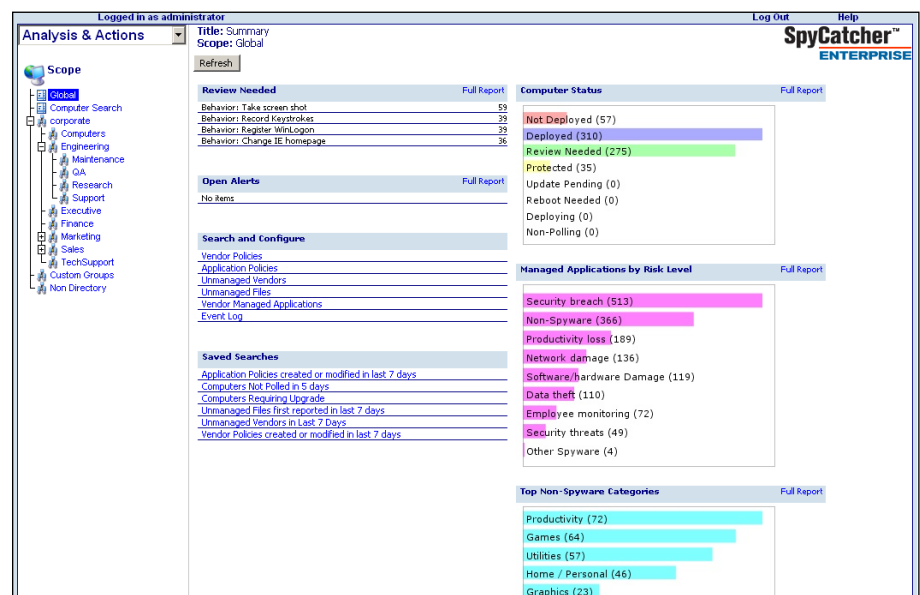 Logged in as administrator
Log Out Help
Analysis & Actions
Title: Summary
Scope: Global
SpyCatcher™
ENTERPRISE
Refresh
Scope
Global
Computer Search
corporate
Computers
Engineering
Maintenance
QA
Research
Support
Executive
Finance
Marketing
Sales
TechSupport
Custom Groups
Non Directory
Review Needed Full Report
Behavior: Take screen shot 59
Behavior: Record Keystrokes 39
Behavior: Register WinLogon 39
Behavior: Change IE homepage 36
Open Alerts Full Report
No items
Search and Configure
Vendor Policies
Application Policies
Unmanaged Vendors
Unmanaged Files
Vendor Managed Applications
Event Log
Saved Searches
Application Policies created or modified in last 7 days
Computers Not Polled in 5 days
Computers Requiring Upgrade
Unmanaged Files first reported in last 7 days
Unmanaged Vendors in Last 7 Days
Vendor Policies created or modified in last 7 days
Computer Status Full Report
Not Deployed (57)
Deployed (310)
Review Needed (275)
Protected (35)
Update Pending (0)
Reboot Needed (0)
Deploying (0)
Non-Polling (0)
Managed Applications by Risk Level Full Report
Security breach (513)
Non-Spyware (366)
Productivity loss (189)
Network damage (136)
Software/hardware Damage (119)
Data theft (110)
Employee monitoring (72)
Security threats (49)
Other Spyware (4)
Top Non-Spyware Categories Full Report
Productivity (72)
Games (64)
Utilities (57)
Home / Personal (46)
Graphics (23)